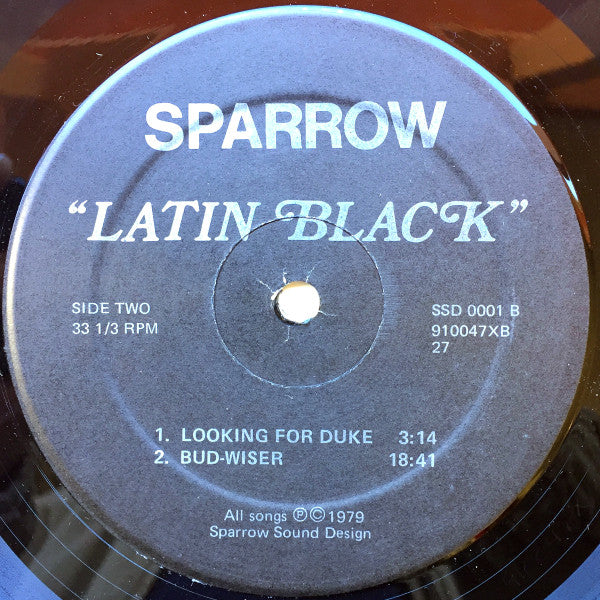 SPARROW
"LATIN BLACK"
SIDE TWO
33 1/3 RPM
SSD 0001 B
910047XB
27
1. LOOKING FOR DUKE 3:14
2. BUD-WISER 18:41
All songs ℗©1979
Sparrow Sound Design